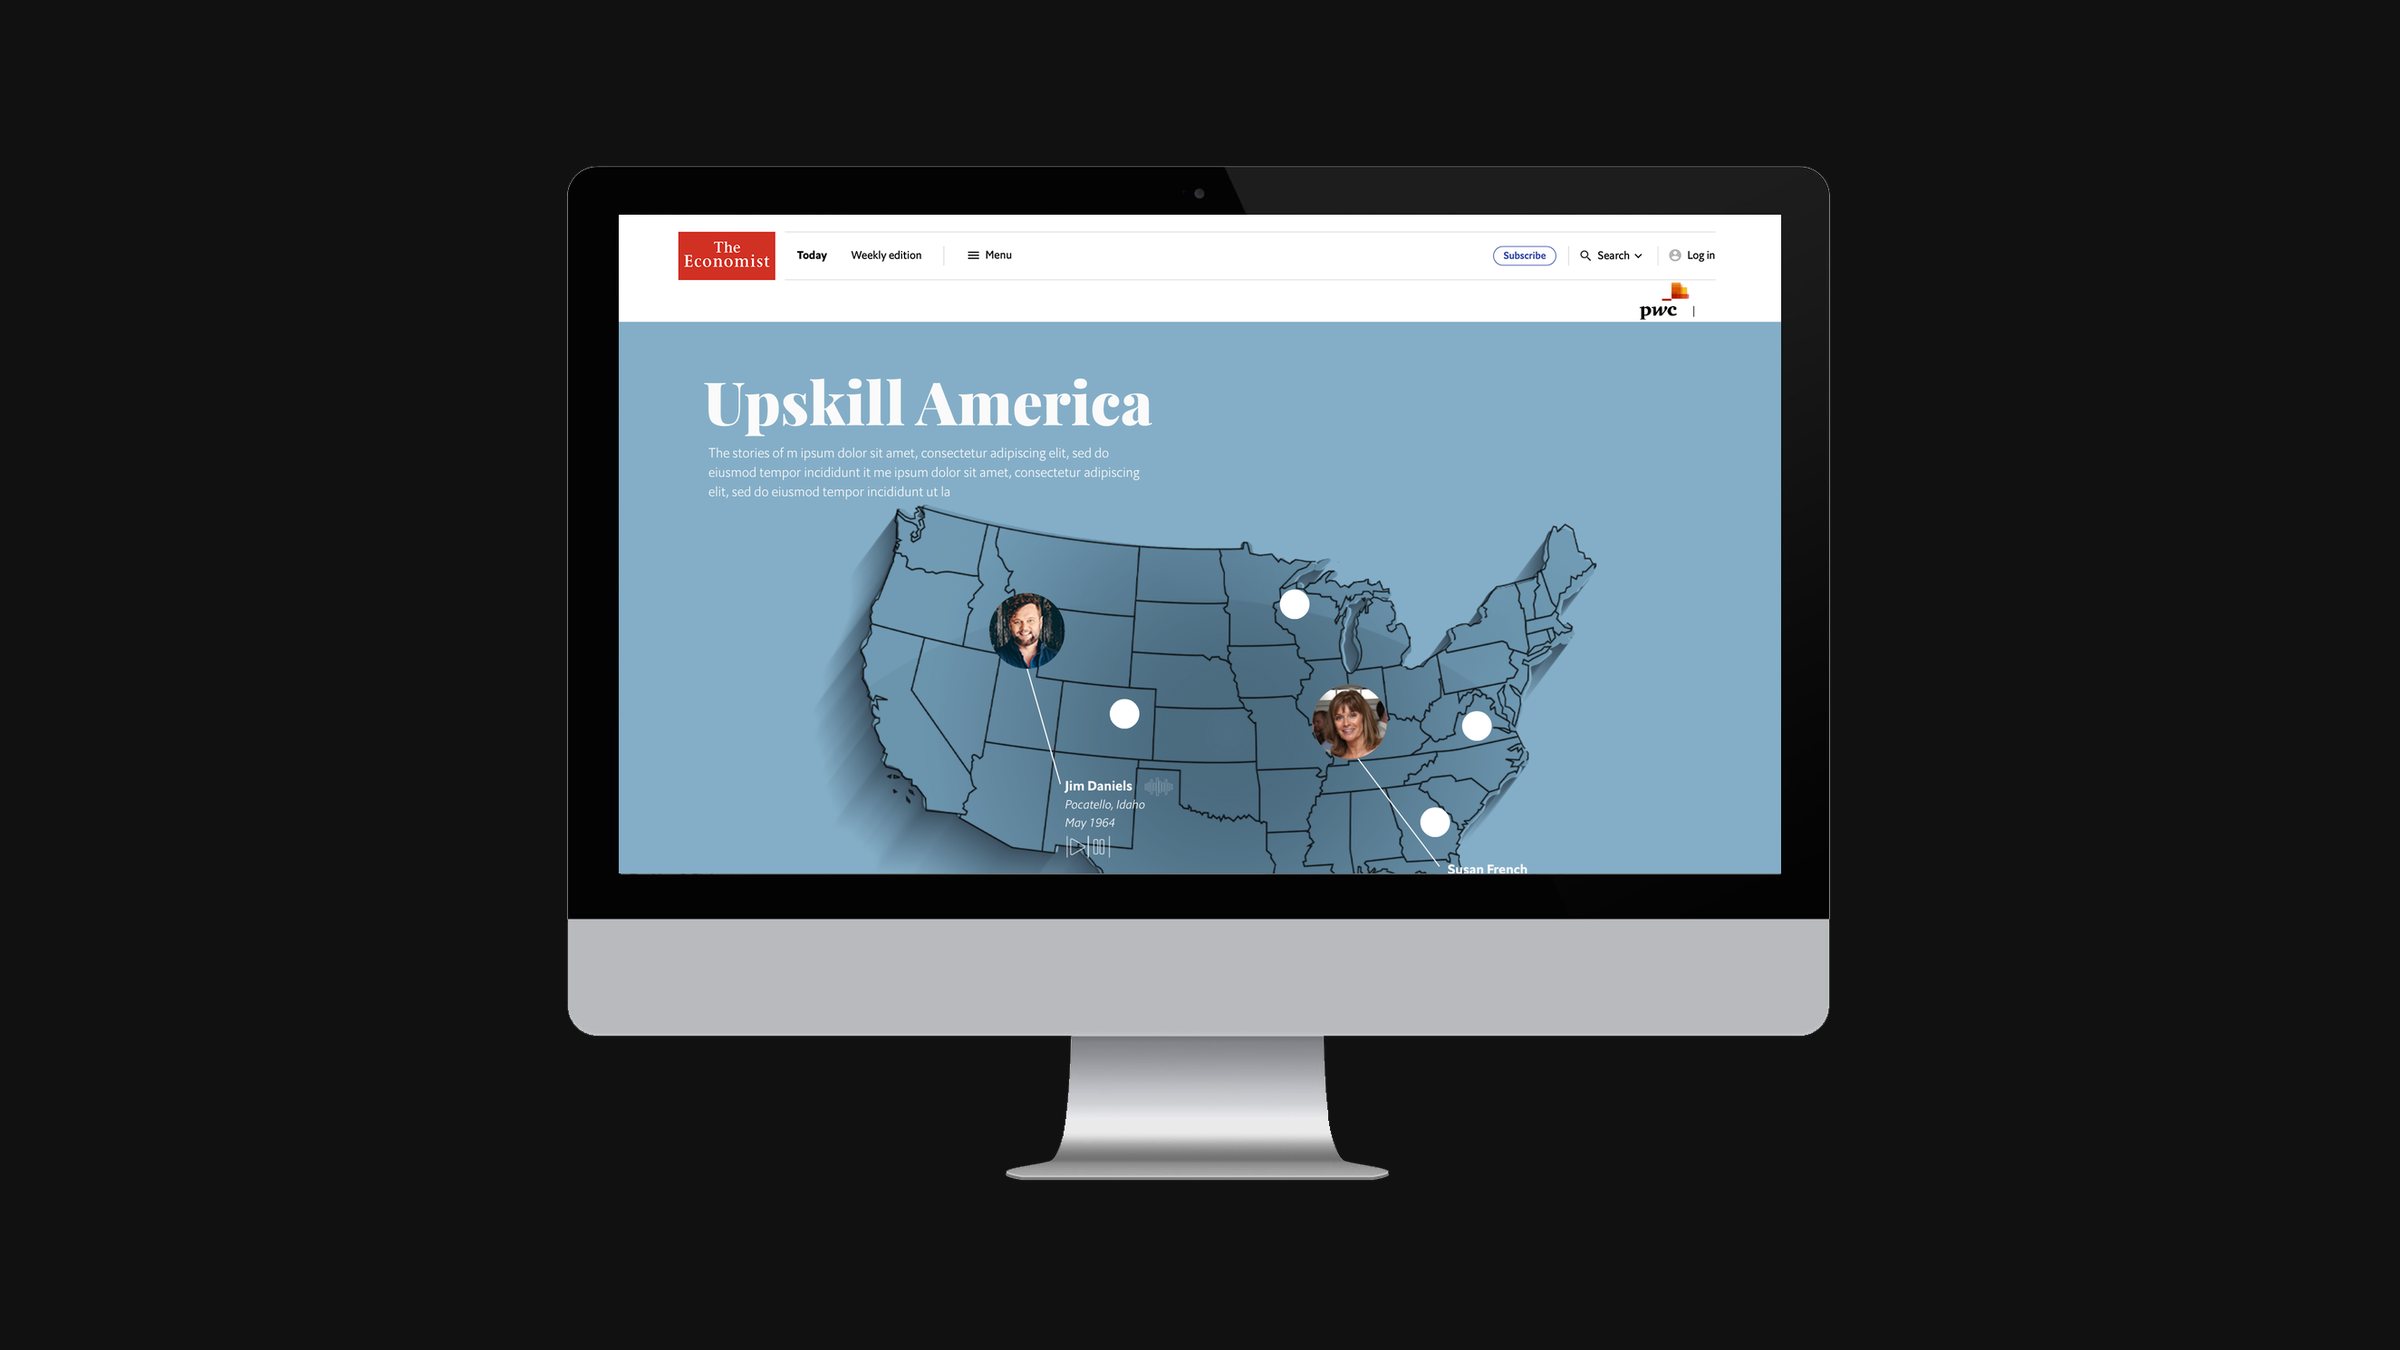 The
Economist
Today
Weekly edition
Menu
Subscribe
Search
Log in
pwc
Upskill America
The stories of m ipsum dolor sit amet, consectetur adipiscing elit, sed do
eiusmod tempor incididunt it me ipsum dolor sit amet, consectetur adipiscing
elit, sed do eiusmod tempor incididunt ut la
Jim Daniels
Pocatello, Idaho
May 1964
Susan French